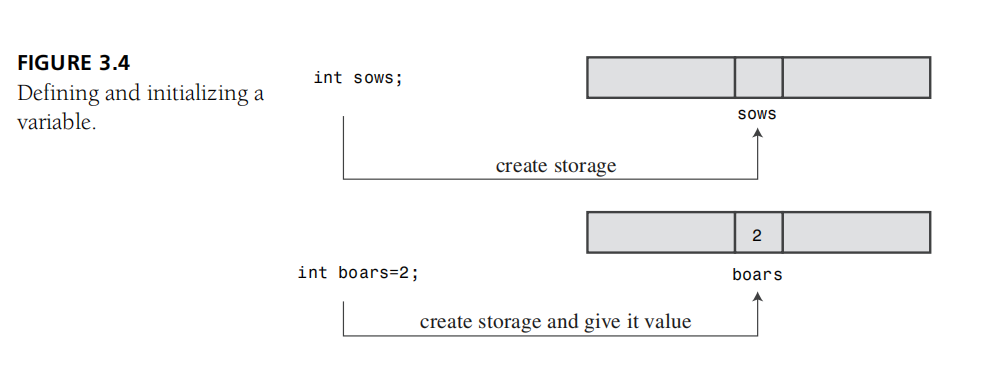 FIGURE 3.4
Defining and initializing a
variable.
int sows;
sows
create storage
2
int boars=2;
boars
create storage and give it value